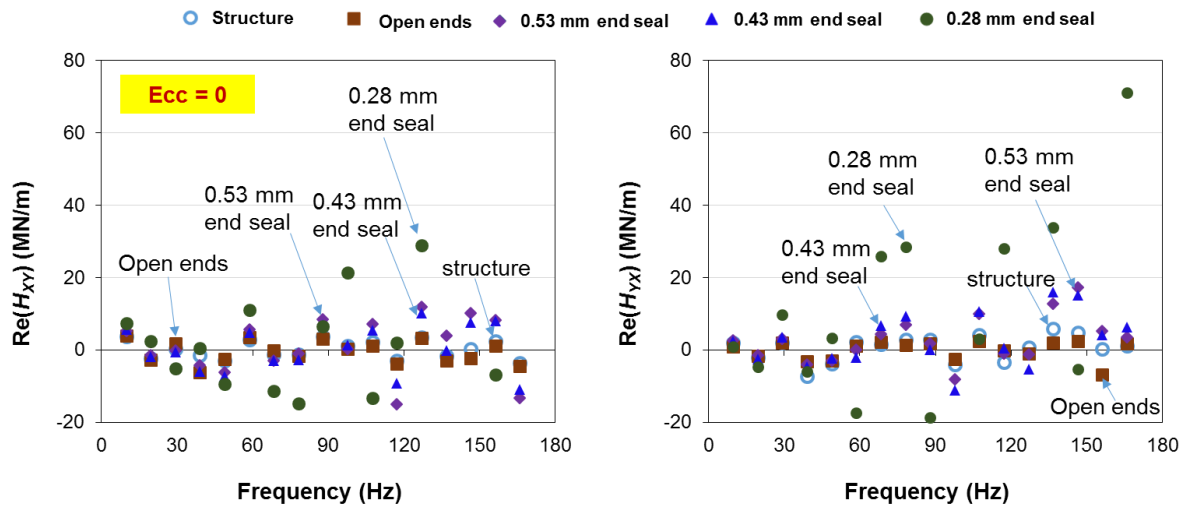 Structure Open ends 0.53 mm end seal 0.43 mm end seal 0.28 mm end seal
80
60
40
20
0
-20
0 30 60 90 120 150 180
Re(HXY) (MN/m)
Frequency (Hz)
Ecc = 0
0.28 mm
end seal
0.53 mm
end seal
0.43 mm
end seal
Open ends
structure
80
60
40
20
0
-20
0 30 60 90 120 150 180
Re(HYX) (MN/m)
Frequency (Hz)
0.28 mm
end seal
0.53 mm
end seal
0.43 mm
end seal
structure
Open ends